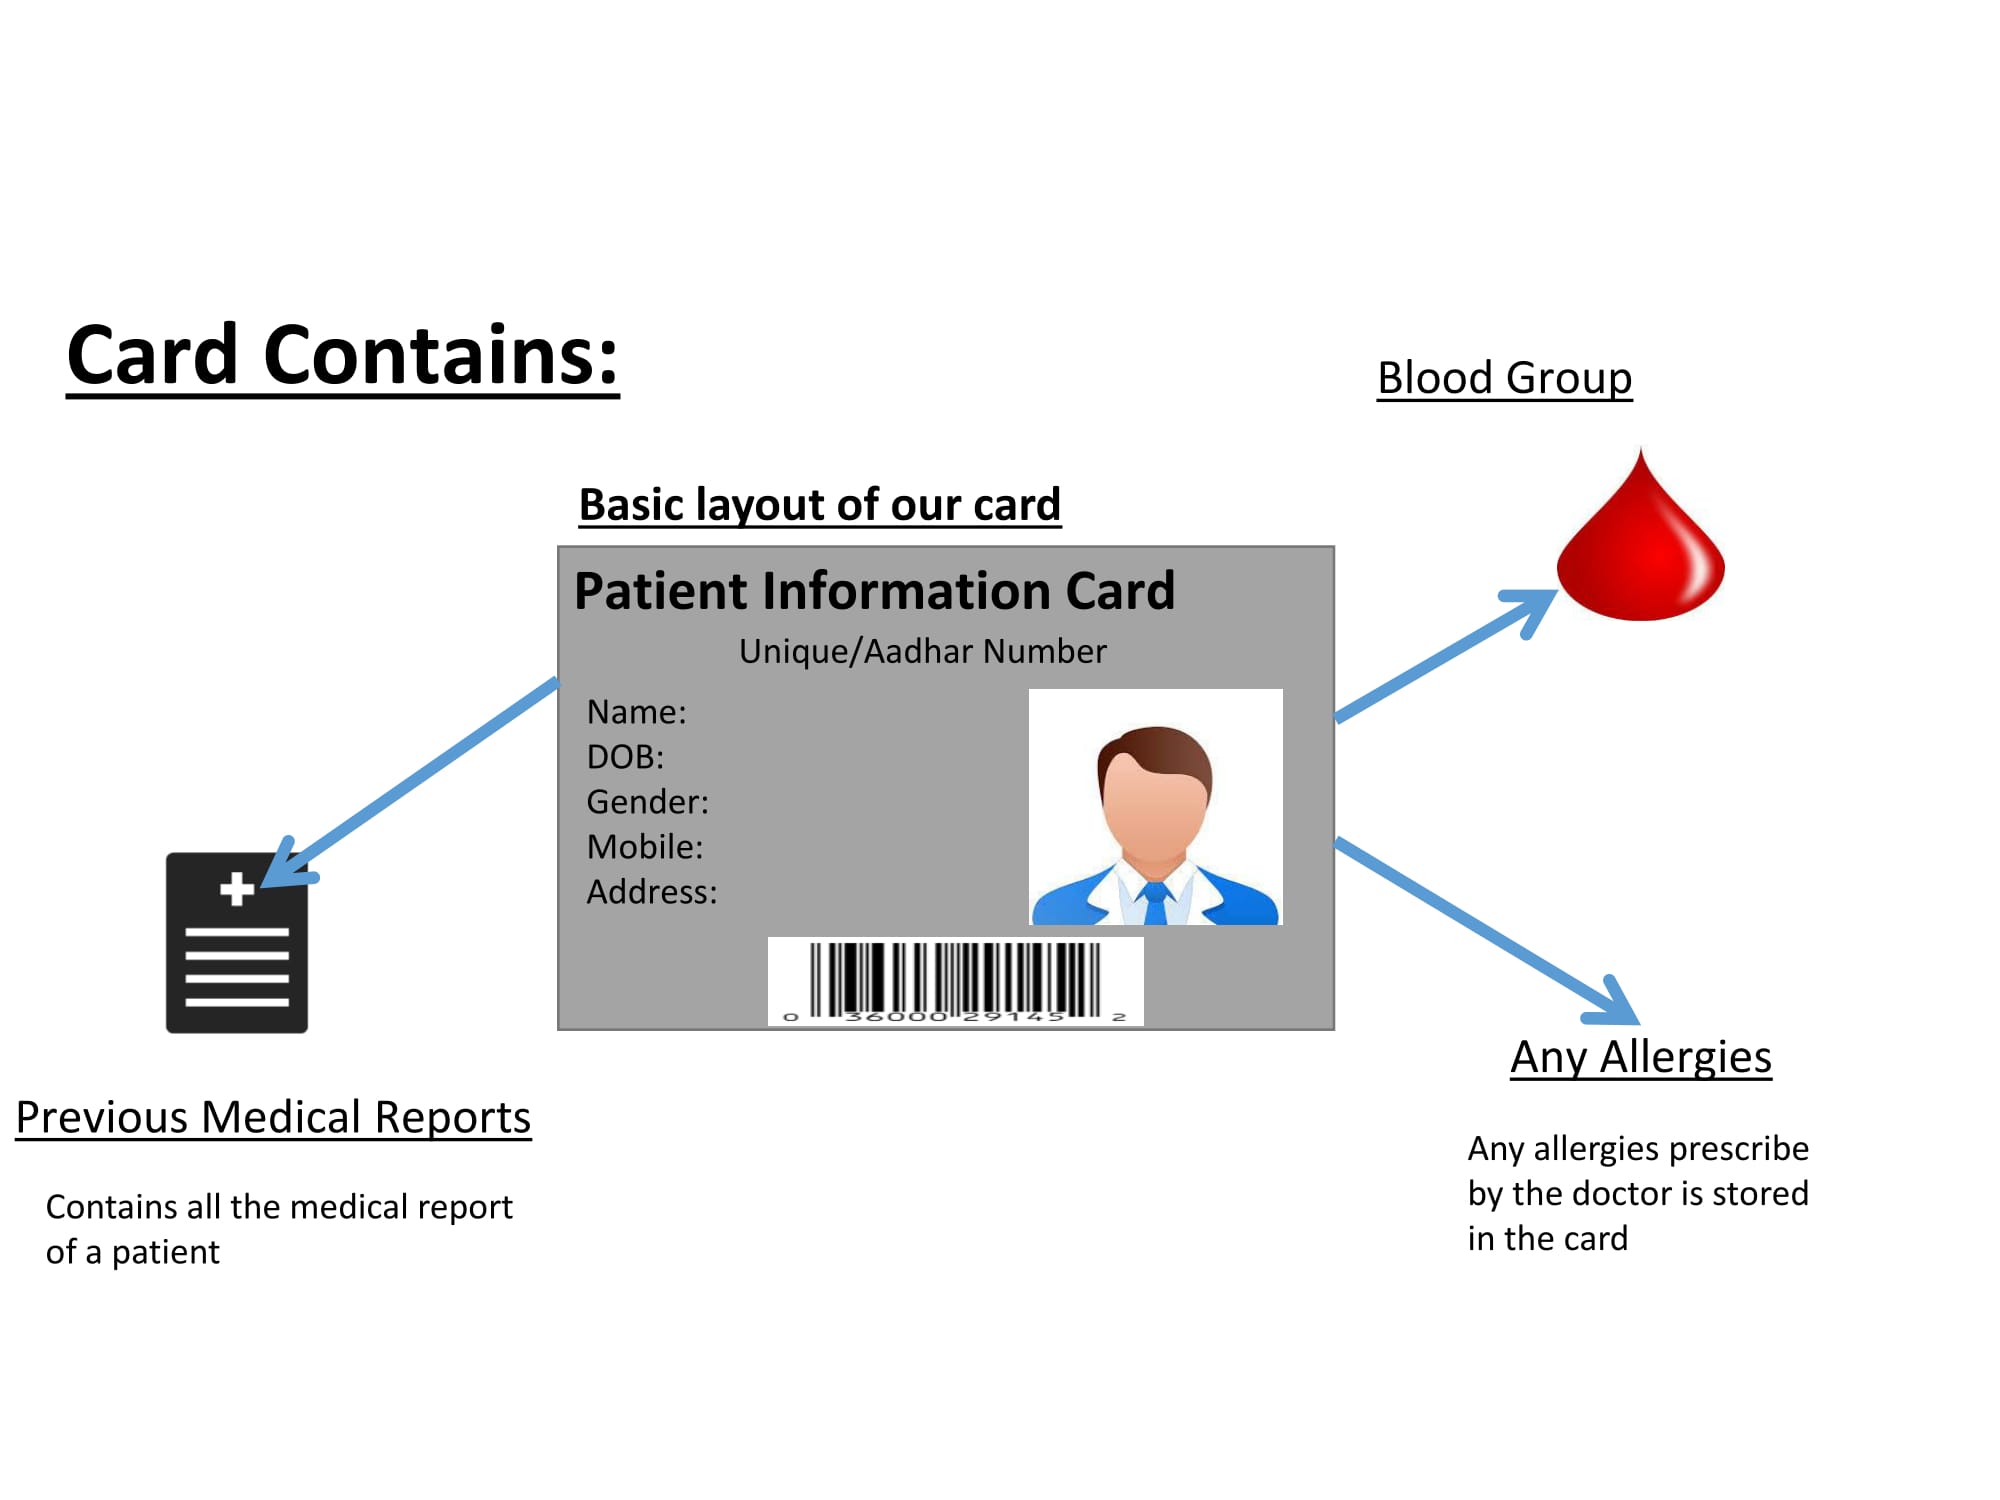 Card Contains:
Blood Group
Basic layout of our card
Patient Information Card
Unique/Aadhar Number
Name:
DOB:
Gender:
Mobile:
Address:
0 36000 29145 2
Previous Medical Reports
Contains all the medical report
of a patient
Any Allergies
Any allergies prescribe
by the doctor is stored
in the card